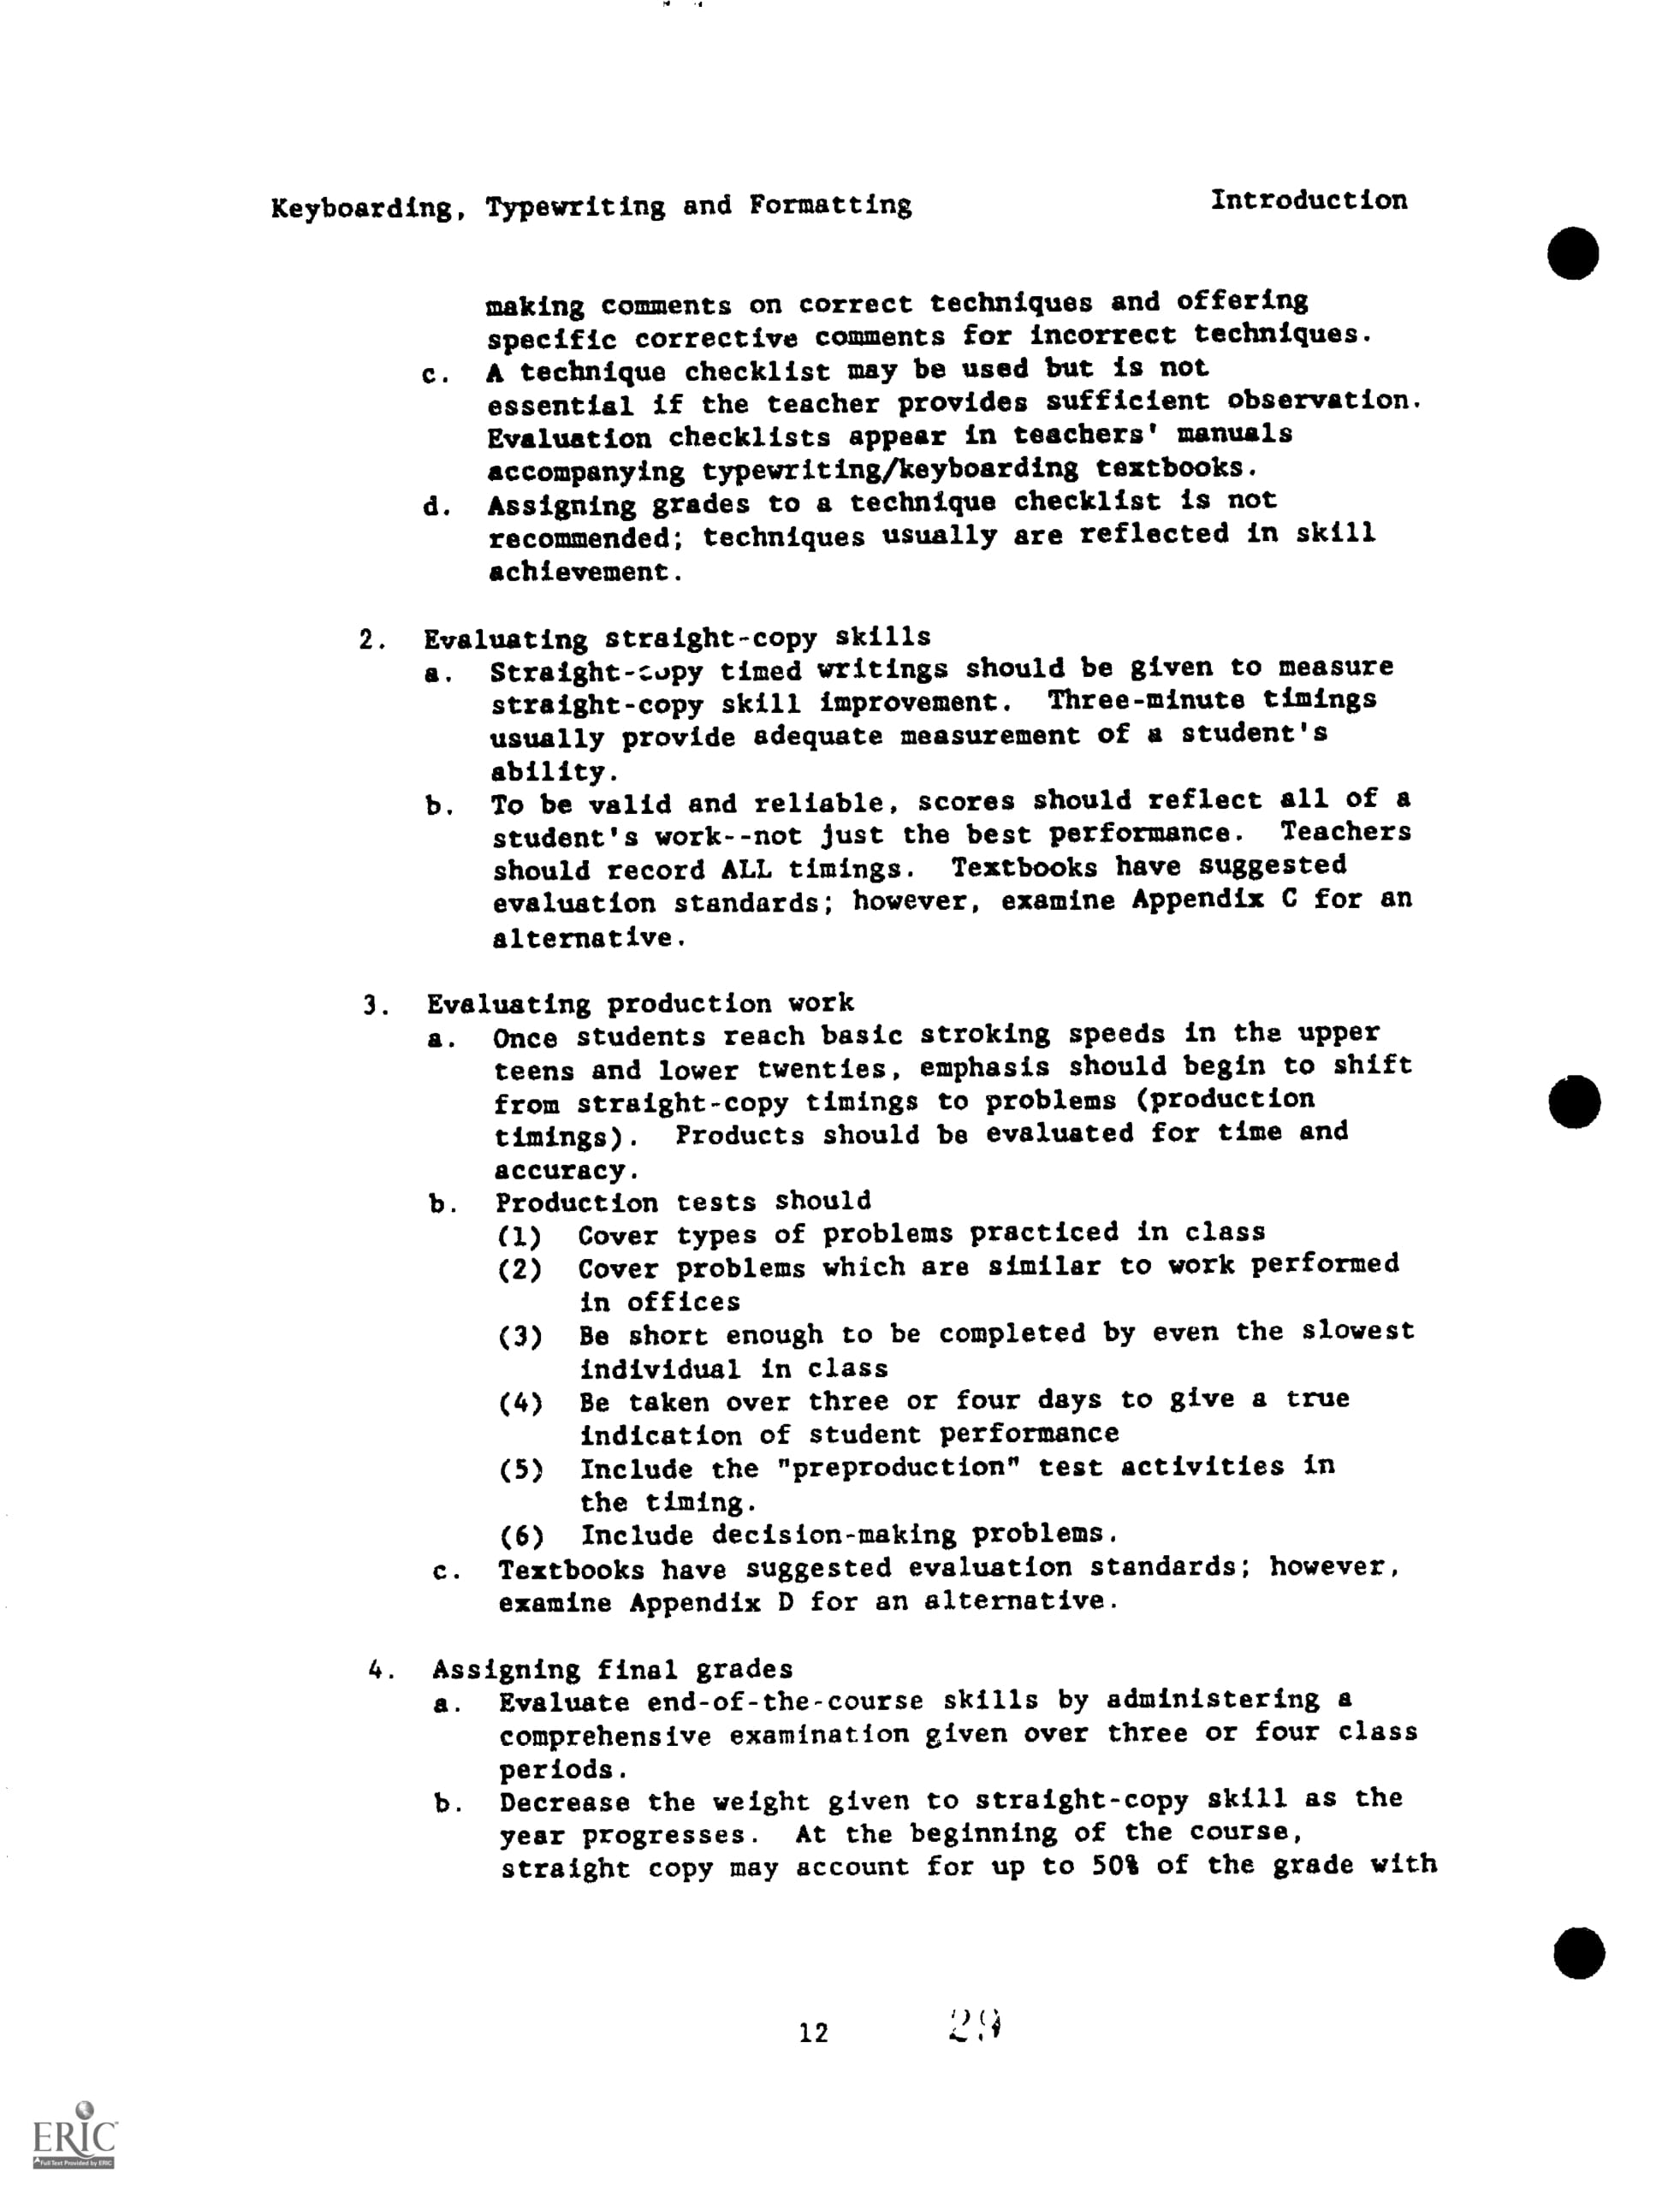 Keyboarding, Typewriting and Formatting Introduction
making comments on correct techniques and offering
specific corrective comments for incorrect techniques.
c. A technique checklist may be used but is not
essential if the teacher provides sufficient observation.
Evaluation checklists appear in teachers' manuals
accompanying typewriting/keyboarding textbooks.
d. Assigning grades to a technique checklist is not
recommended; techniques usually are reflected in skill
achievement.
2. Evaluating straight-copy skills
a. Straight-copy timed writings should be given to measure
straight-copy skill improvement. Three-minute timings
usually provide adequate measurement of a student's
ability.
b. To be valid and reliable, scores should reflect all of a
student's work--not just the best performance. Teachers
should record ALL timings. Textbooks have suggested
evaluation standards; however, examine Appendix C for an
alternative.
3. Evaluating production work
a. Once students reach basic stroking speeds in the upper
teens and lower twenties, emphasis should begin to shift
from straight-copy timings to problems (production
timings). Products should be evaluated for time and
accuracy.
b. Production tests should
(1) Cover types of problems practiced in class
(2) Cover problems which are similar to work performed
in offices
(3) Be short enough to be completed by even the slowest
individual in class
(4) Be taken over three or four days to give a true
indication of student performance
(5) Include the "preproduction" test activities in
the timing.
(6) Include decision-making problems.
c. Textbooks have suggested evaluation standards; however,
examine Appendix D for an alternative.
4. Assigning final grades
a. Evaluate end-of-the-course skills by administering a
comprehensive examination given over three or four class
periods.
b. Decrease the weight given to straight-copy skill as the
year progresses. At the beginning of the course,
straight copy may account for up to 50% of the grade with
12 29
ERIC
Full Text Provided by ERIC